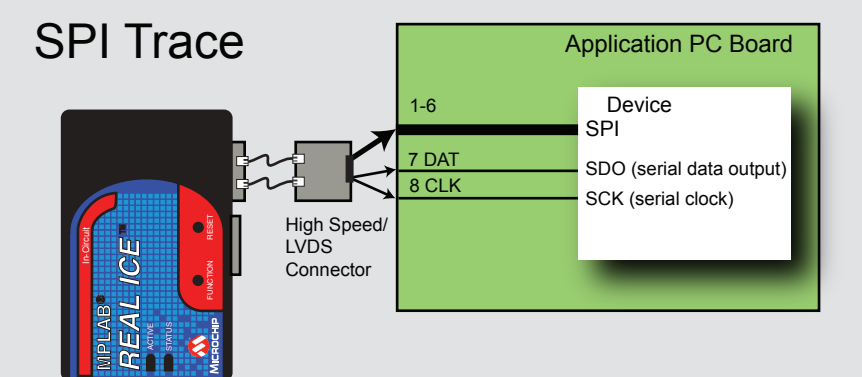 SPI Trace
Application PC Board
1-6
Device
SPI
7 DAT
SDO (serial data output)
8 CLK
SCK (serial clock)
High Speed/
LVDS
Connector
In-Circuit
MPLAB®
REAL ICE™
ACTIVE
STATUS
FUNCTION
RESET
MICROCHIP